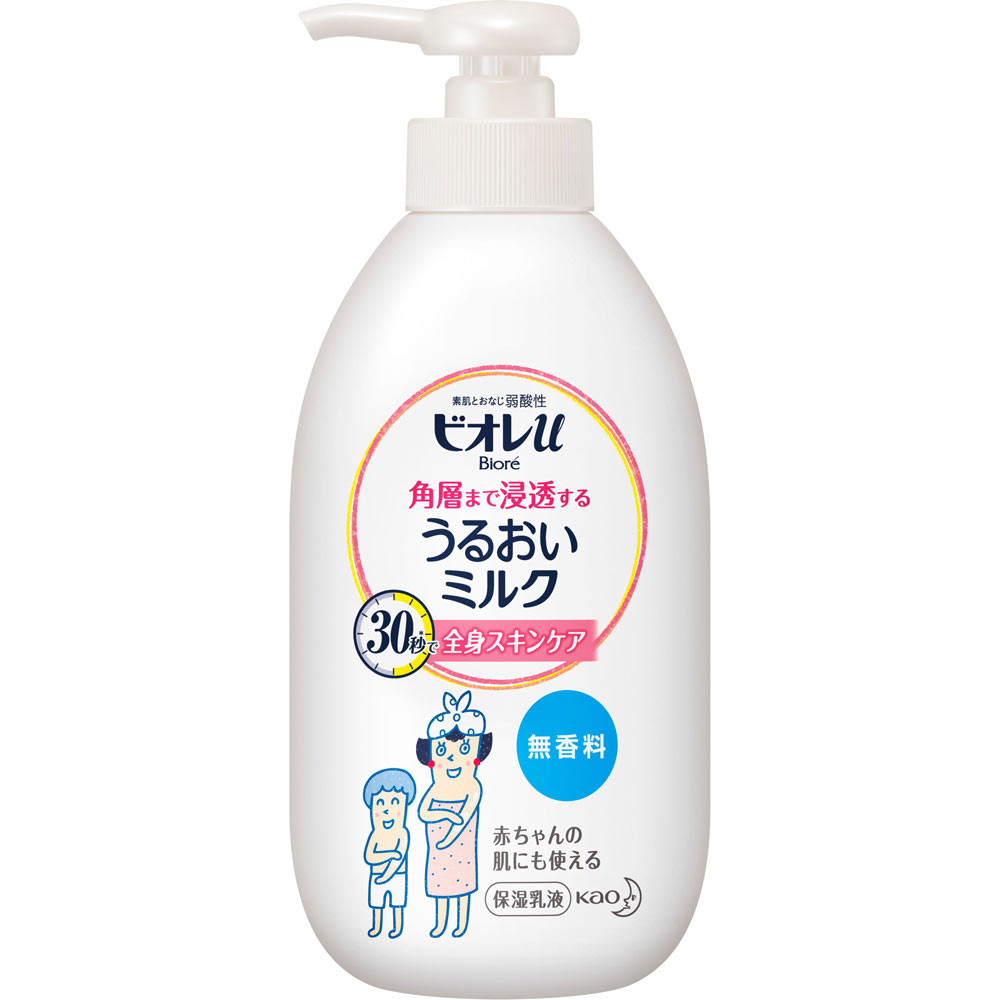 素肌とおなじ弱酸性
ビオレu
Bioré
角層まで浸透する
うるおい
ミルク
30秒で
全身スキンケア
無香料
赤ちゃんの
肌にも使える
保湿乳液
Kao